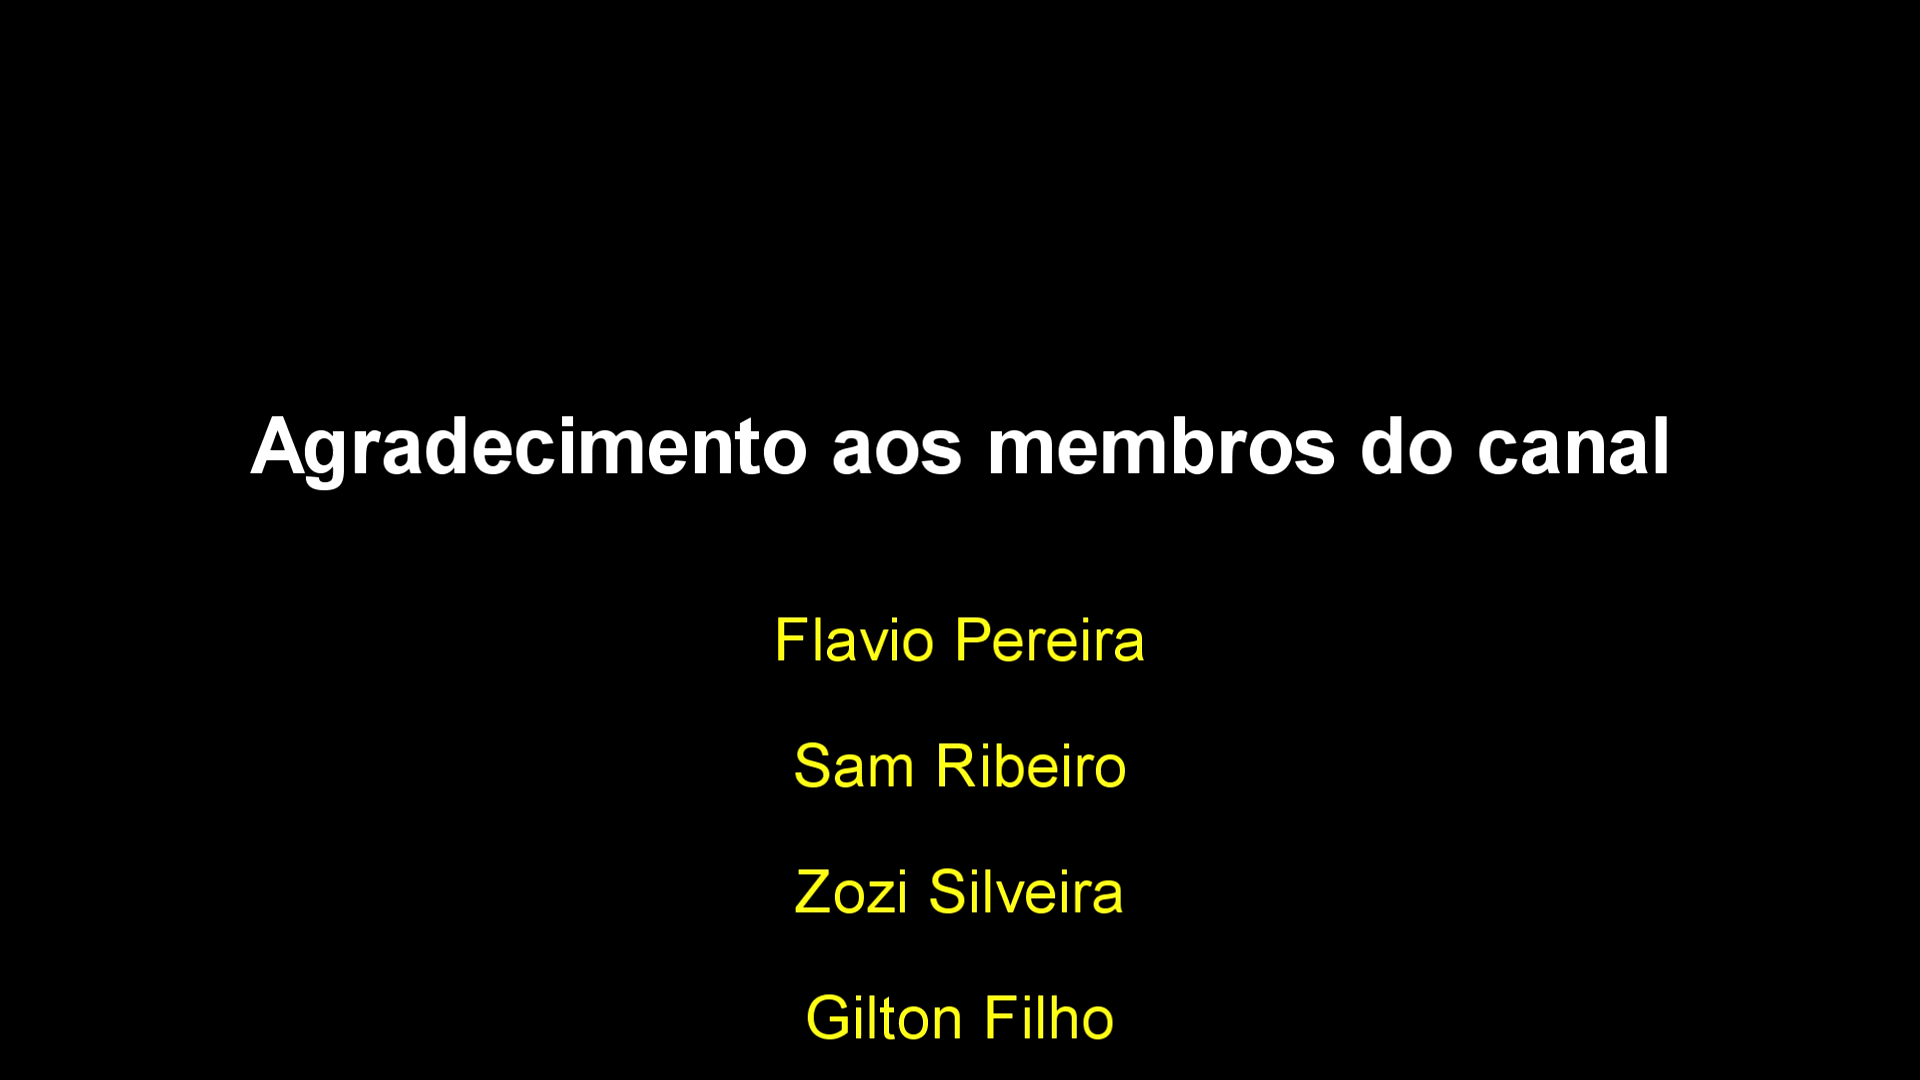 Agradecimento aos membros do canal
Flavio Pereira
Sam Ribeiro
Zozi Silveira
Gilton Filho